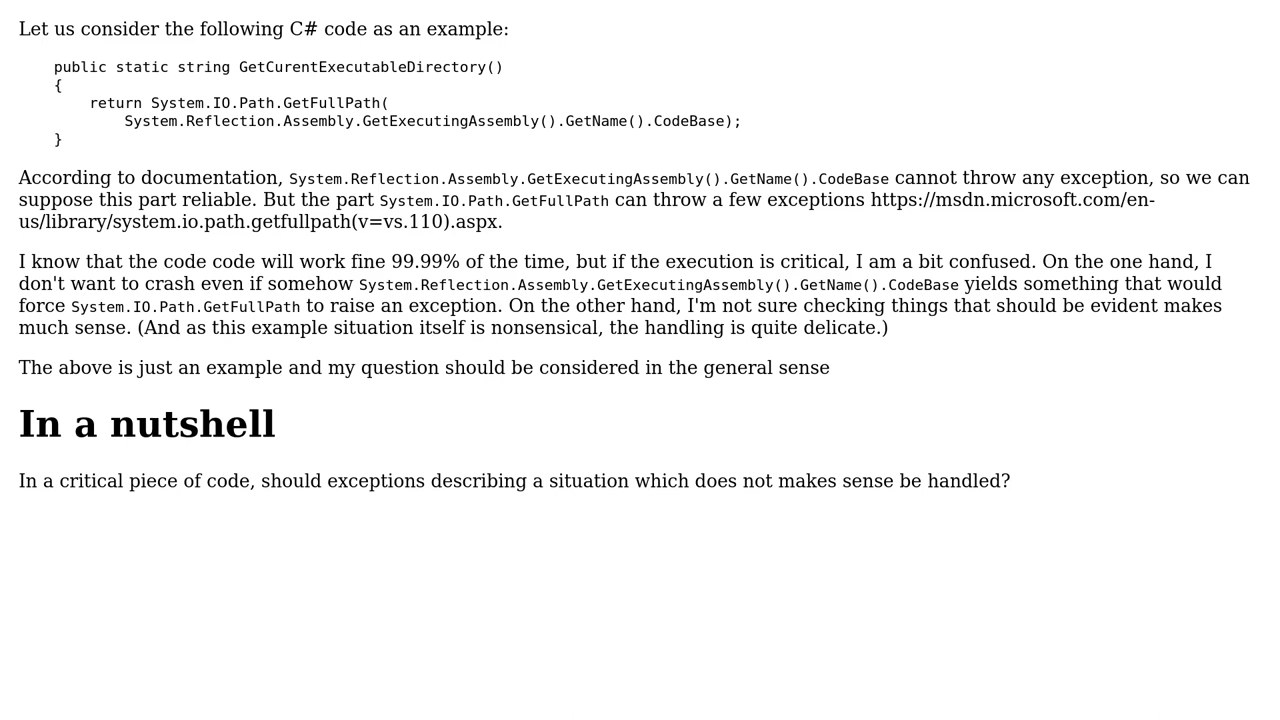 Let us consider the following C# code as an example:
public static string GetCurentExecutableDirectory()
{
return System.IO.Path.GetFullPath(
System.Reflection.Assembly.GetExecutingAssembly().GetName().CodeBase);
}
According to documentation, System.Reflection.Assembly.GetExecutingAssembly().GetName().CodeBase cannot throw any exception, so we can
suppose this part reliable. But the part System.IO.Path.GetFullPath can throw a few exceptions https://msdn.microsoft.com/en-
us/library/system.io.path.getfullpath(v=vs.110).aspx.
I know that the code code will work fine 99.99% of the time, but if the execution is critical, I am a bit confused. On the one hand, I
don't want to crash even if somehow System.Reflection.Assembly.GetExecutingAssembly().GetName().CodeBase yields something that would
force System.IO.Path.GetFullPath to raise an exception. On the other hand, I'm not sure checking things that should be evident makes
much sense. (And as this example situation itself is nonsensical, the handling is quite delicate.)
The above is just an example and my question should be considered in the general sense
In a nutshell
In a critical piece of code, should exceptions describing a situation which does not makes sense be handled?